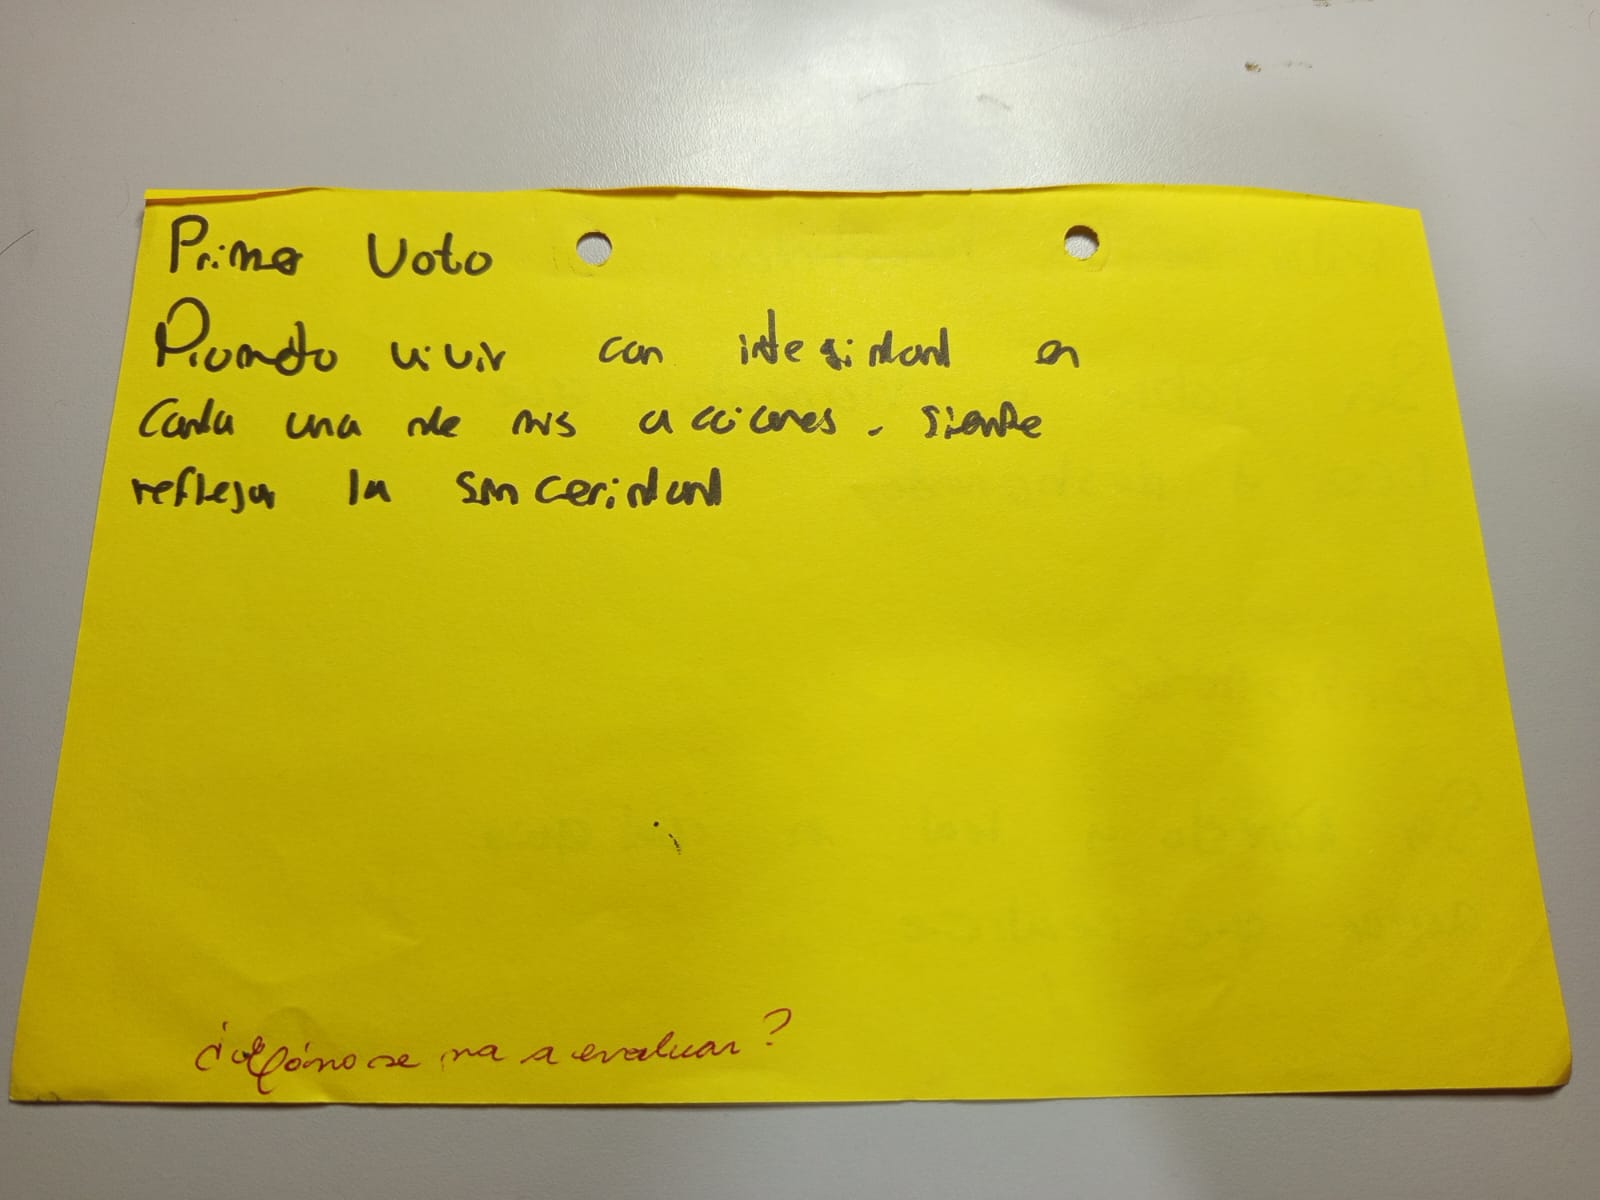 Primer Voto
Prometo vivir con integridad en
Cada una de mis acciones. Siempre
reflejar la sinceridad
¿Cómo se va a evaluar?